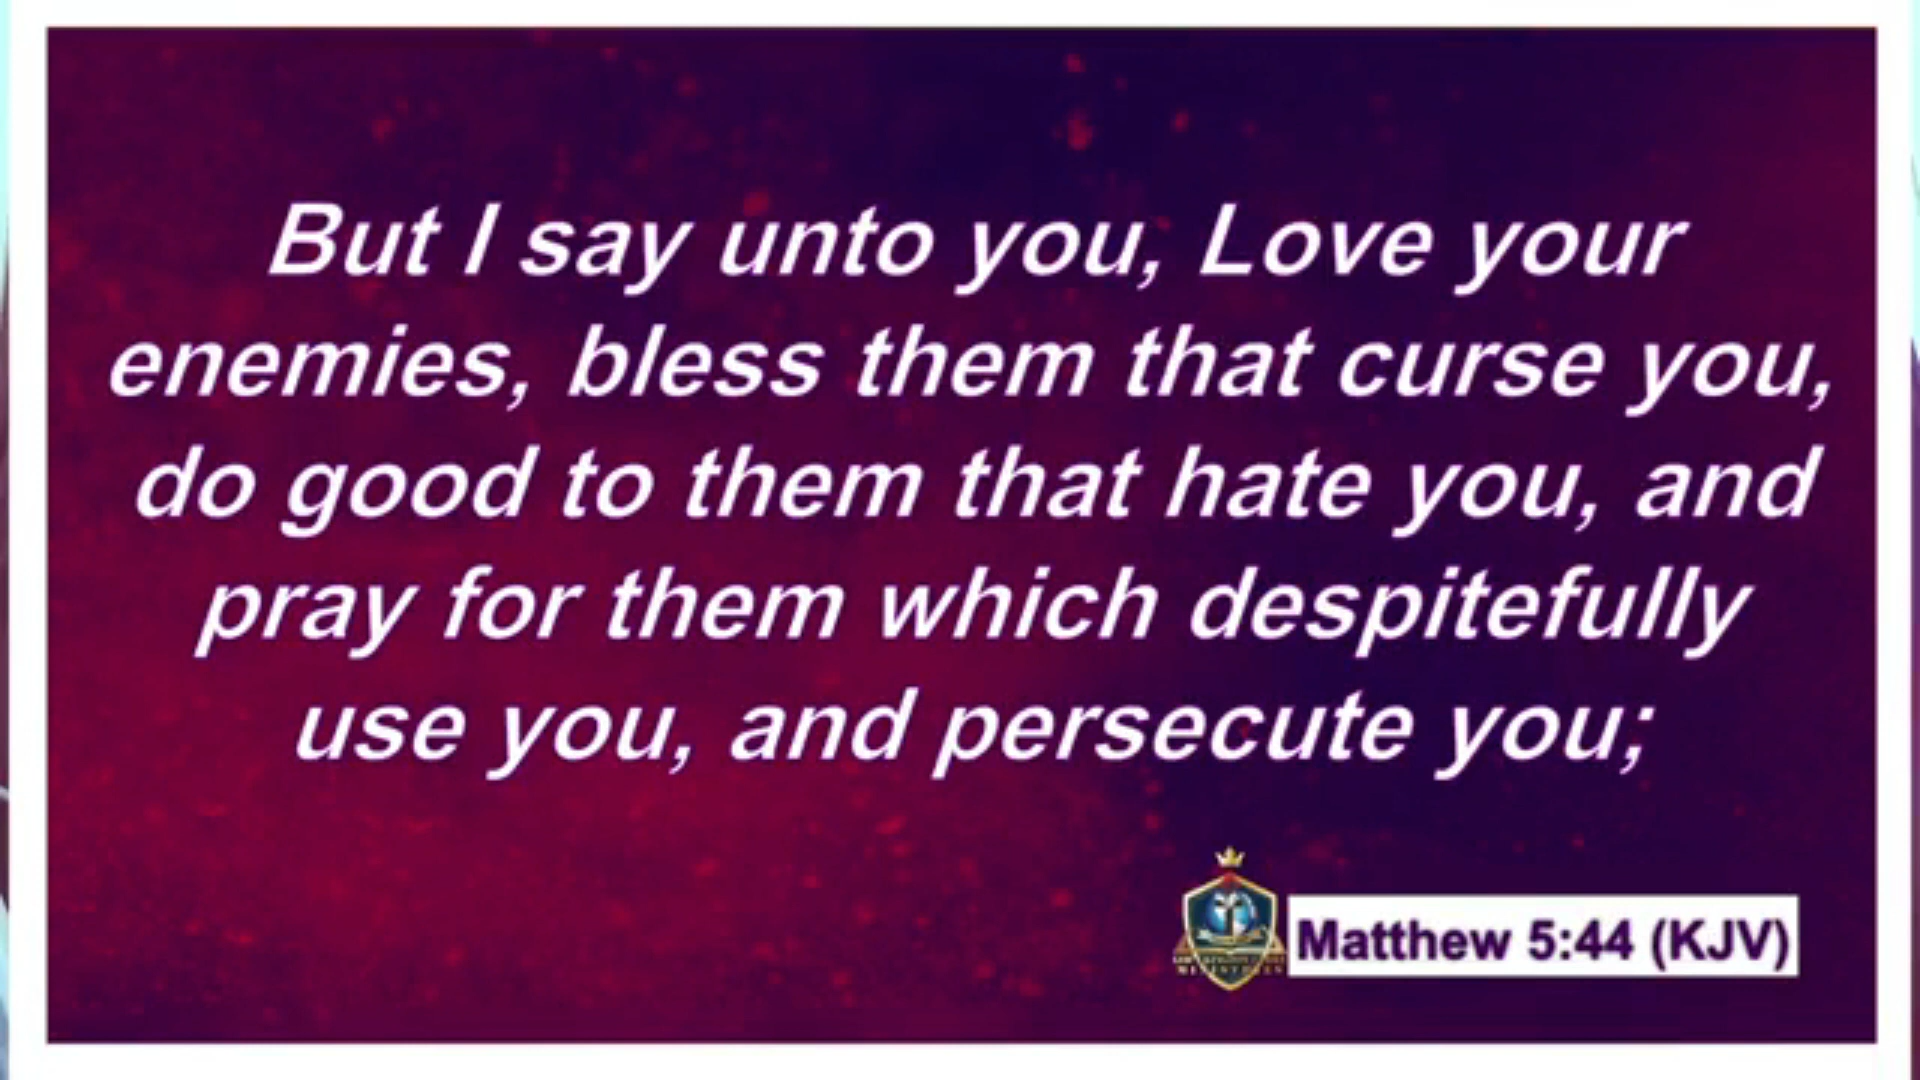 But I say unto you, Love your
enemies, bless them that curse you,
do good to them that hate you, and
pray for them which despitefully
use you, and persecute you;
Matthew 5:44 (KJV)